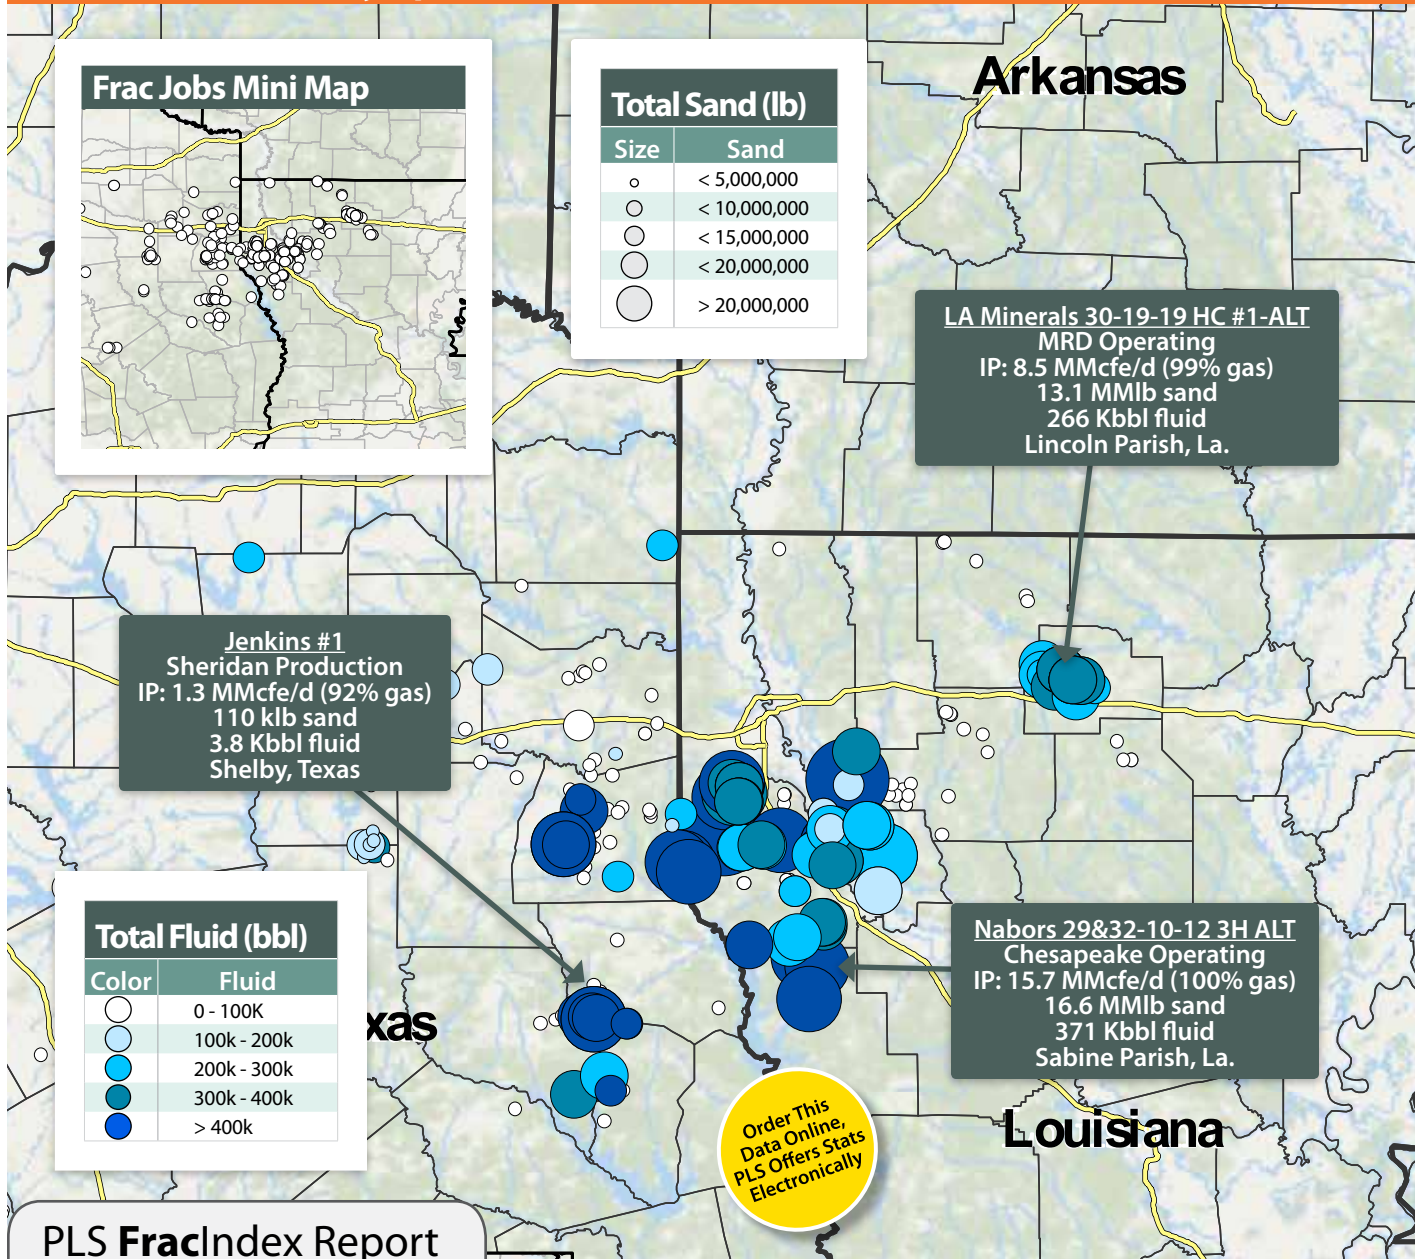 Arkansas
Frac Jobs Mini Map
Total Sand (lb)
Size Sand
< 5,000,000
< 10,000,000
< 15,000,000
< 20,000,000
> 20,000,000
LA Minerals 30-19-19 HC #1-ALT
MRD Operating
IP: 8.5 MMcfe/d (99% gas)
13.1 MMlb sand
266 Kbbl fluid
Lincoln Parish, La.
Jenkins #1
Sheridan Production
IP: 1.3 MMcfe/d (92% gas)
110 klb sand
3.8 Kbbl fluid
Shelby, Texas
Total Fluid (bbl)
Color Fluid
0 - 100K
100k - 200k
200k - 300k
300k - 400k
> 400k
xas
Nabors 29&32-10-12 3H ALT
Chesapeake Operating
IP: 15.7 MMcfe/d (100% gas)
16.6 MMlb sand
371 Kbbl fluid
Sabine Parish, La.
Order This
Data Online,
PLS Offers Stats
Electronically
Louisiana
PLS FracIndex Report